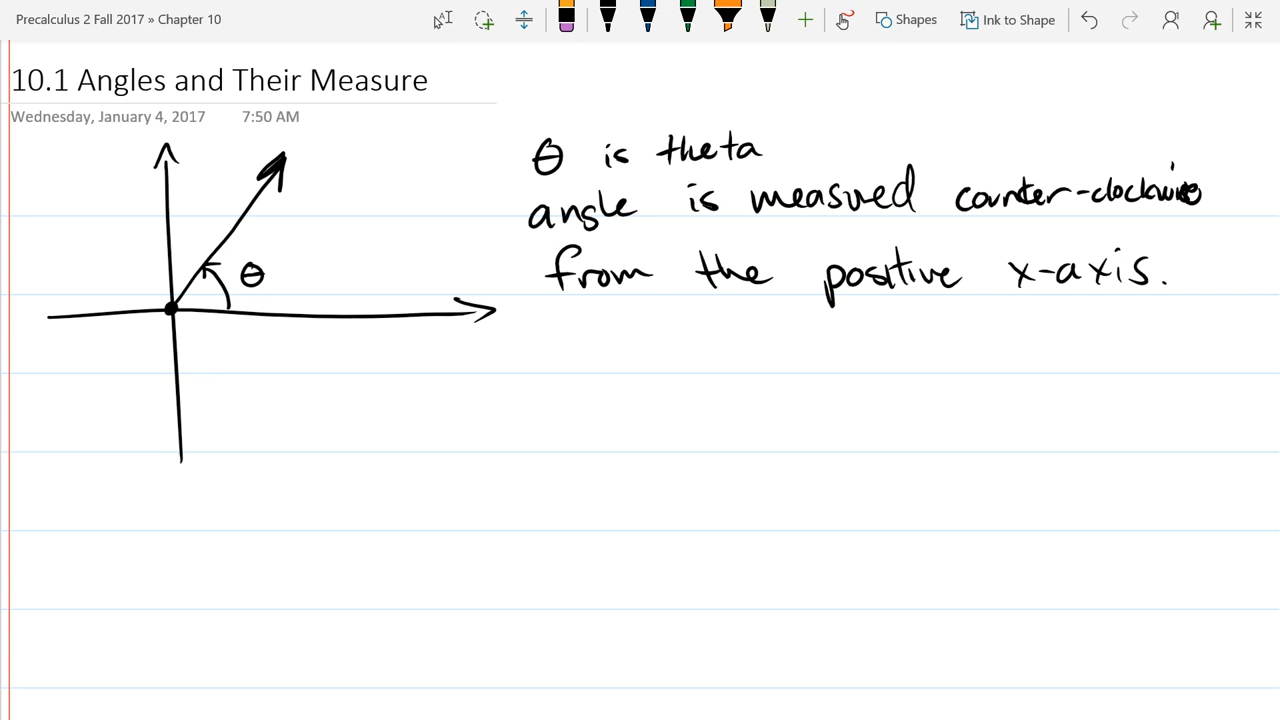 Precalculus 2 Fall 2017 » Chapter 10
Shapes
Ink to Shape
10.1 Angles and Their Measure
Wednesday, January 4, 2017 7:50 AM
θ is theta
angle is measured counter-clockwise
from the positive x-axis.
θ